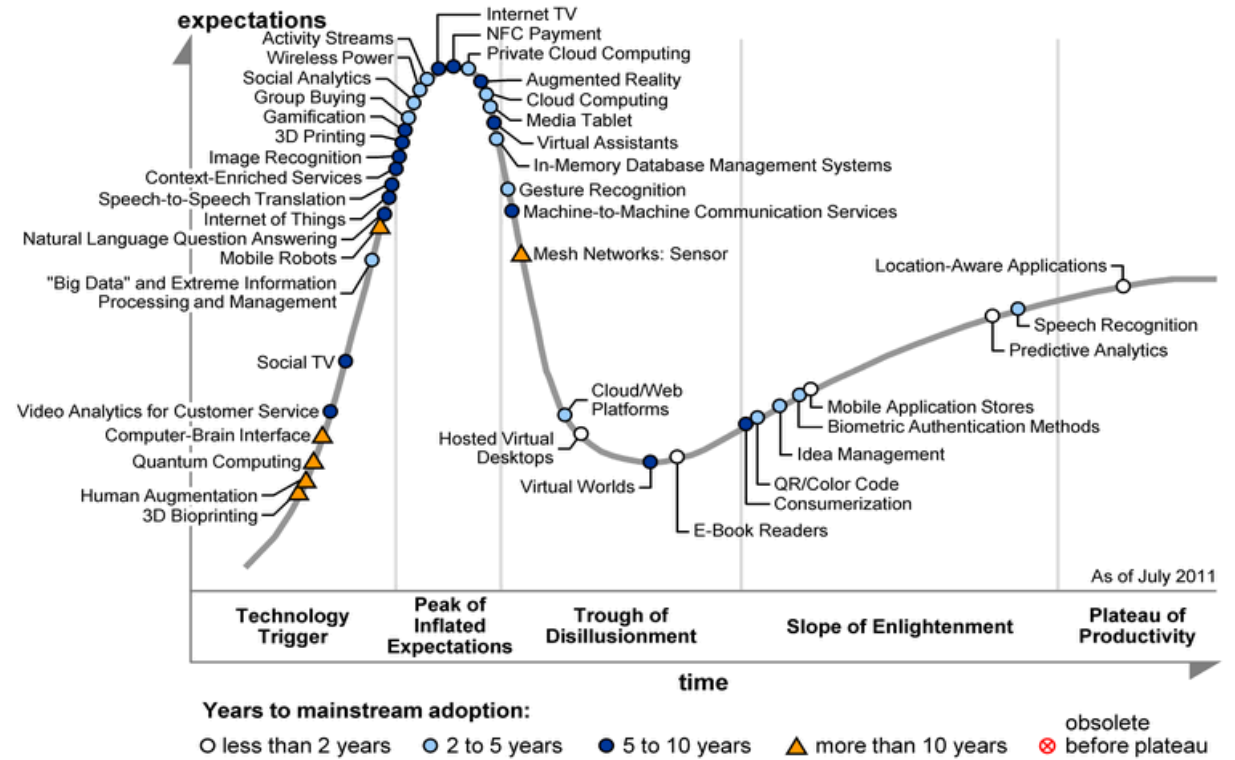 expectations
Internet TV
NFC Payment
Private Cloud Computing
Activity Streams
Wireless Power
Social Analytics
Group Buying
Gamification
3D Printing
Image Recognition
Context-Enriched Services
Speech-to-Speech Translation
Internet of Things
Natural Language Question Answering
Mobile Robots
"Big Data" and Extreme Information
Processing and Management
Social TV
Video Analytics for Customer Service
Computer-Brain Interface
Quantum Computing
Human Augmentation
3D Bioprinting
Augmented Reality
Cloud Computing
Media Tablet
Virtual Assistants
In-Memory Database Management Systems
Gesture Recognition
Machine-to-Machine Communication Services
Mesh Networks: Sensor
Cloud/Web
Platforms
Hosted Virtual
Desktops
Virtual Worlds
E-Book Readers
Location-Aware Applications
Speech Recognition
Predictive Analytics
Mobile Application Stores
Biometric Authentication Methods
Idea Management
QR/Color Code
Consumerization
As of July 2011
Technology
Trigger
Peak of
Inflated
Expectations
Trough of
Disillusionment
Slope of Enlightenment
Plateau of
Productivity
time
Years to mainstream adoption:
less than 2 years
2 to 5 years
5 to 10 years
more than 10 years
obsolete
before plateau